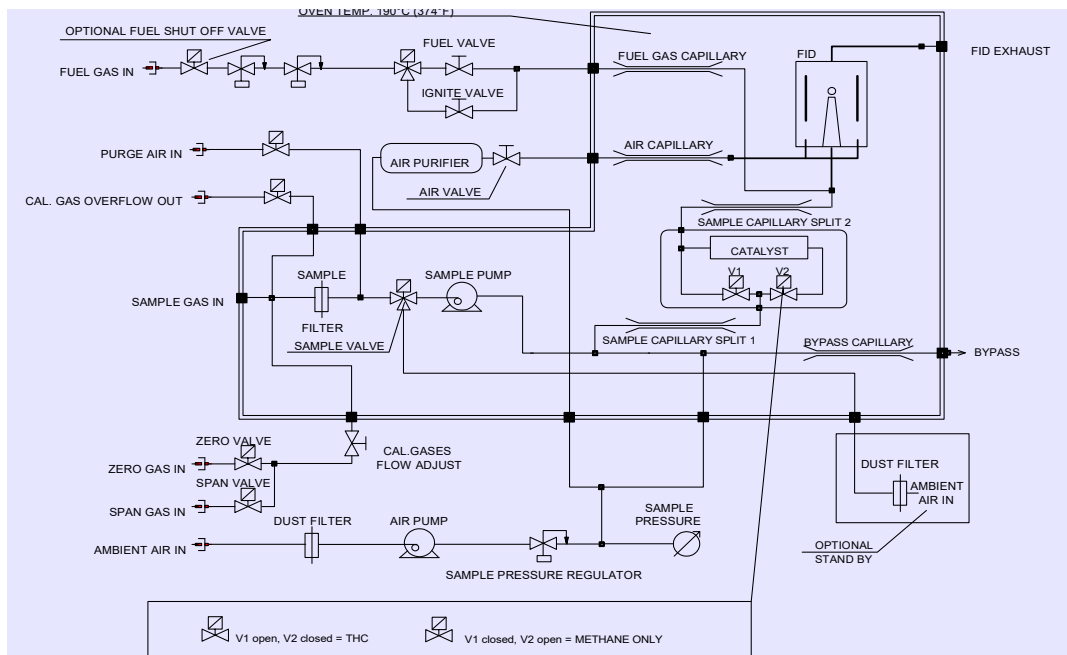 OVEN TEMP. 190°C (374°F)
OPTIONAL FUEL SHUT OFF VALVE
FUEL VALVE
FID
FID EXHAUST
FUEL GAS IN
FUEL GAS CAPILLARY
IGNITE VALVE
PURGE AIR IN
AIR PURIFIER
AIR CAPILLARY
AIR VALVE
CAL. GAS OVERFLOW OUT
SAMPLE CAPILLARY SPLIT 2
CATALYST
V1
V2
SAMPLE
SAMPLE PUMP
SAMPLE GAS IN
FILTER
SAMPLE VALVE
SAMPLE CAPILLARY SPLIT 1
BYPASS CAPILLARY
BYPASS
ZERO VALVE
CAL.GASES
FLOW ADJUST
ZERO GAS IN
DUST FILTER
SPAN VALVE
AMBIENT
AIR IN
SPAN GAS IN
DUST FILTER
AIR PUMP
SAMPLE
PRESSURE
AMBIENT AIR IN
OPTIONAL
STAND BY
SAMPLE PRESSURE REGULATOR
V1 open, V2 closed = THC
V1 closed, V2 open = METHANE ONLY